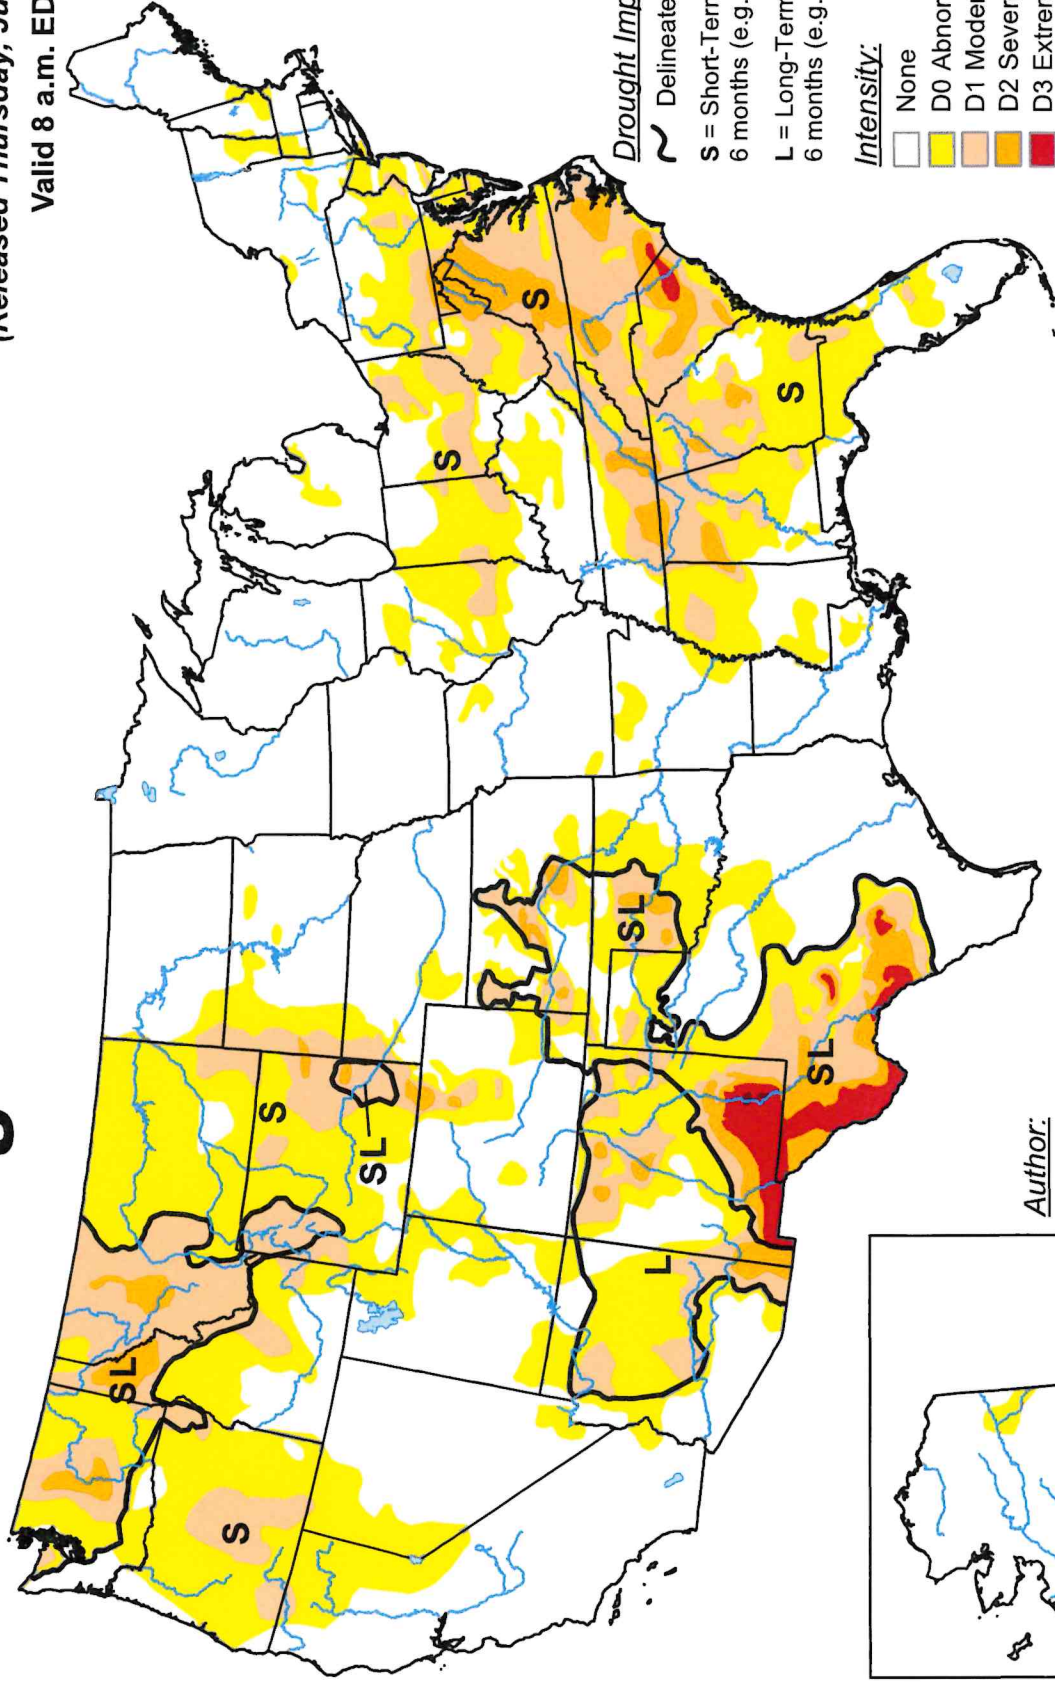 (Released Thursday, Ju
Valid 8 a.m. ED
SL
S
S
SL
L
SL
SL
S
S
S
Drought Imp
Delineate
S = Short-Term
6 months (e.g.
L = Long-Term
6 months (e.g.
Intensity:
None
D0 Abnor
D1 Moder
D2 Sever
D3 Extrem
Author: